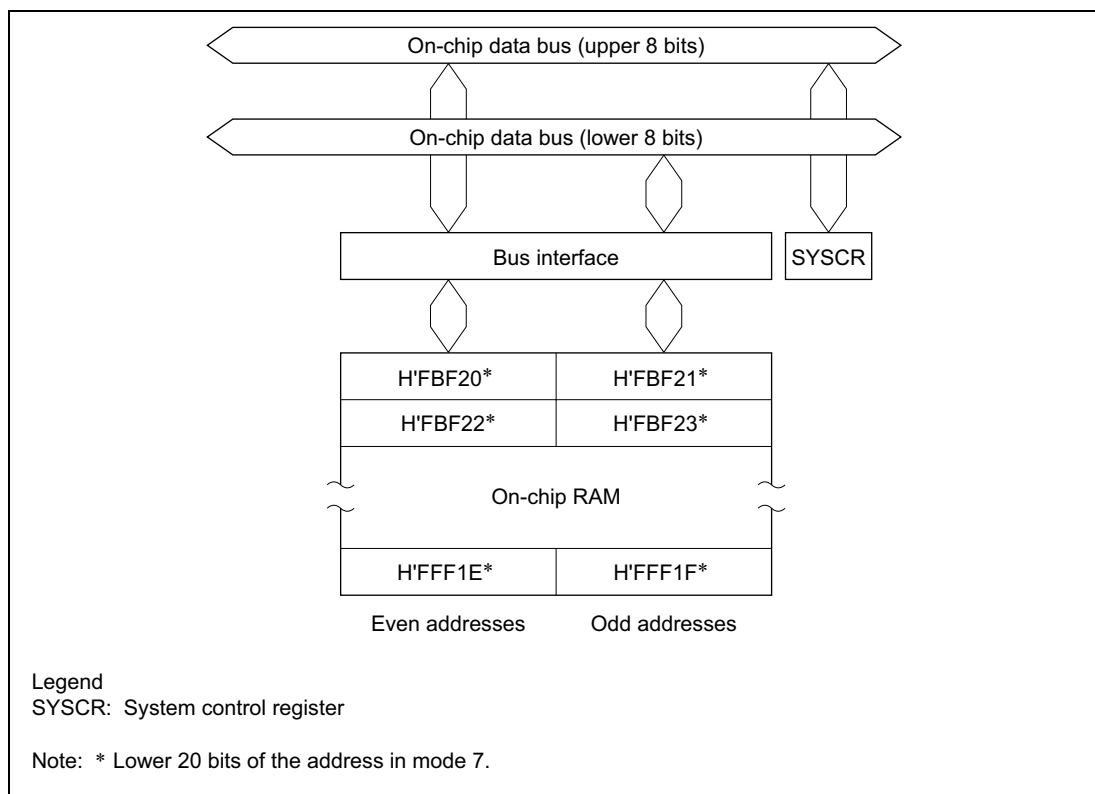 On-chip data bus (upper 8 bits)
On-chip data bus (lower 8 bits)
Bus interface
SYSCR
H'FBF20*
H'FBF21*
H'FBF22*
H'FBF23*
On-chip RAM
H'FFF1E*
H'FFF1F*
Even addresses
Odd addresses
Legend
SYSCR: System control register
Note: * Lower 20 bits of the address in mode 7.